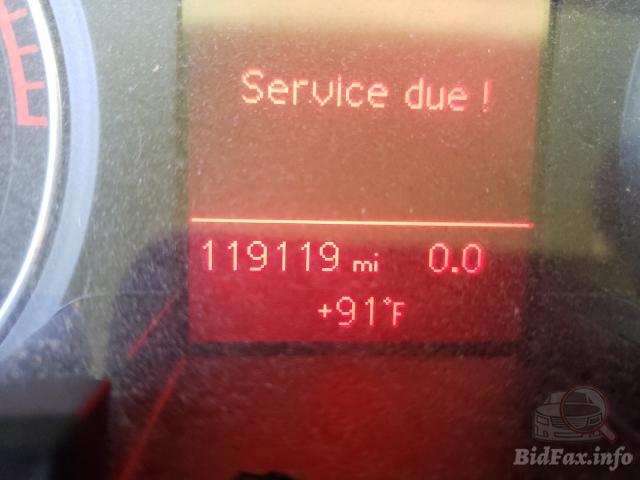 Service due !
119119 mi 0.0
+91°F
BidFax.info